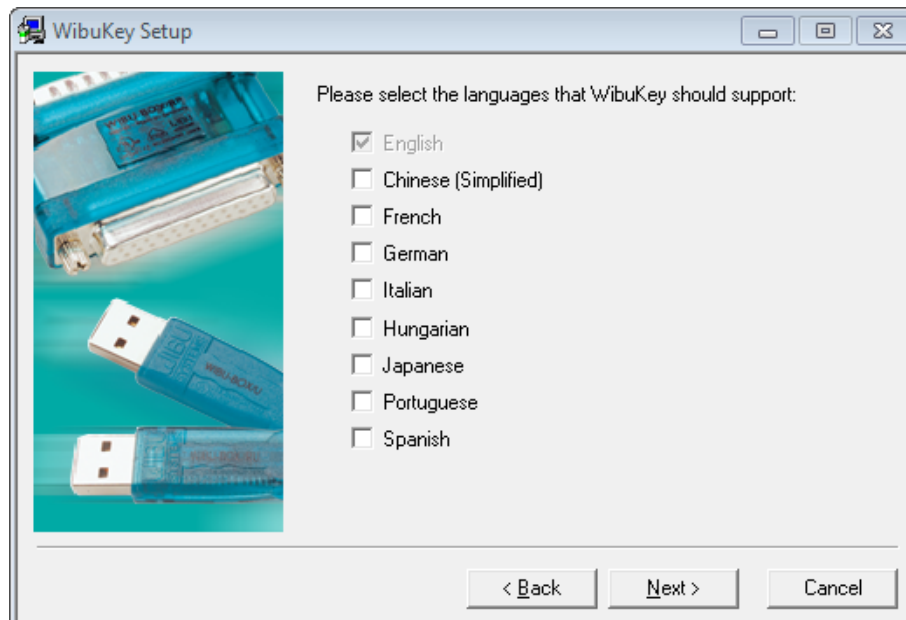 WibuKey Setup
Please select the languages that WibuKey should support:
English
Chinese (Simplified)
French
German
Italian
Hungarian
Japanese
Portuguese
Spanish
< Back
Next >
Cancel